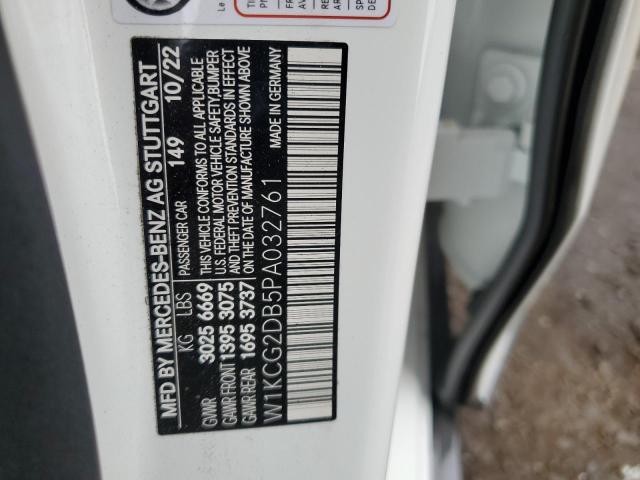 MFD BY MERCEDES-BENZ AG STUTTGART
KG LBS PASSENGER CAR 149 10/22
GVWR 3025 6669 THIS VEHICLE CONFORMS TO ALL APPLICABLE
GAWR FRONT 1395 3075 U.S. FEDERAL MOTOR VEHICLE SAFETY, BUMPER
GAWR REAR 1695 3737 AND THEFT PREVENTION STANDARDS IN EFFECT
ON THE DATE OF MANUFACTURE SHOWN ABOVE
MADE IN GERMANY
W1KCG2DB5PA032761
Le